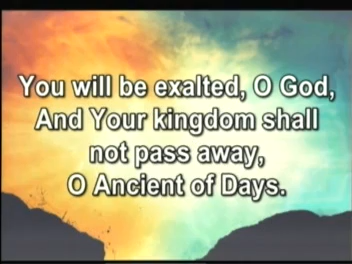 You will be exalted, O God,
And Your kingdom shall
not pass away,
O Ancient of Days.